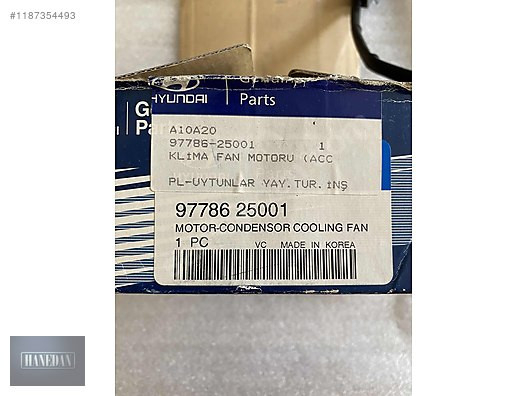 #1187354493
Genuine
HYUNDAI
Parts
A10A20
97786-25001 1
KLİMA FAN MOTORU (ACC
PL-UYTUNLAR YAY.TUR.İNŞ
97786 25001
MOTOR-CONDENSOR COOLING FAN
1 PC VC MADE IN KOREA
HANEDAN